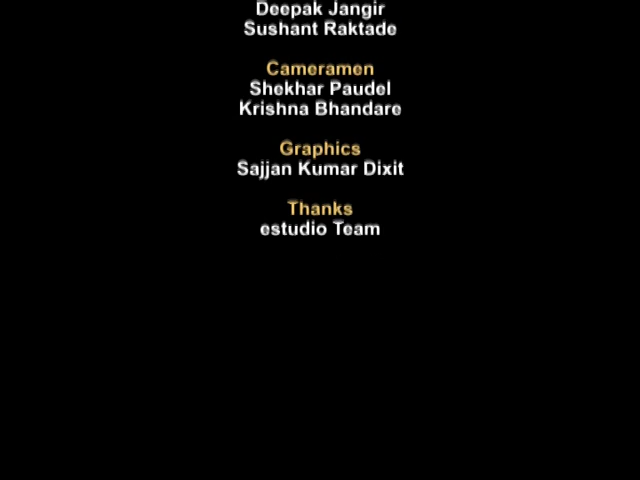 Deepak Jangir
Sushant Raktade
Cameramen
Shekhar Paudel
Krishna Bhandare
Graphics
Sajjan Kumar Dixit
Thanks
estudio Team